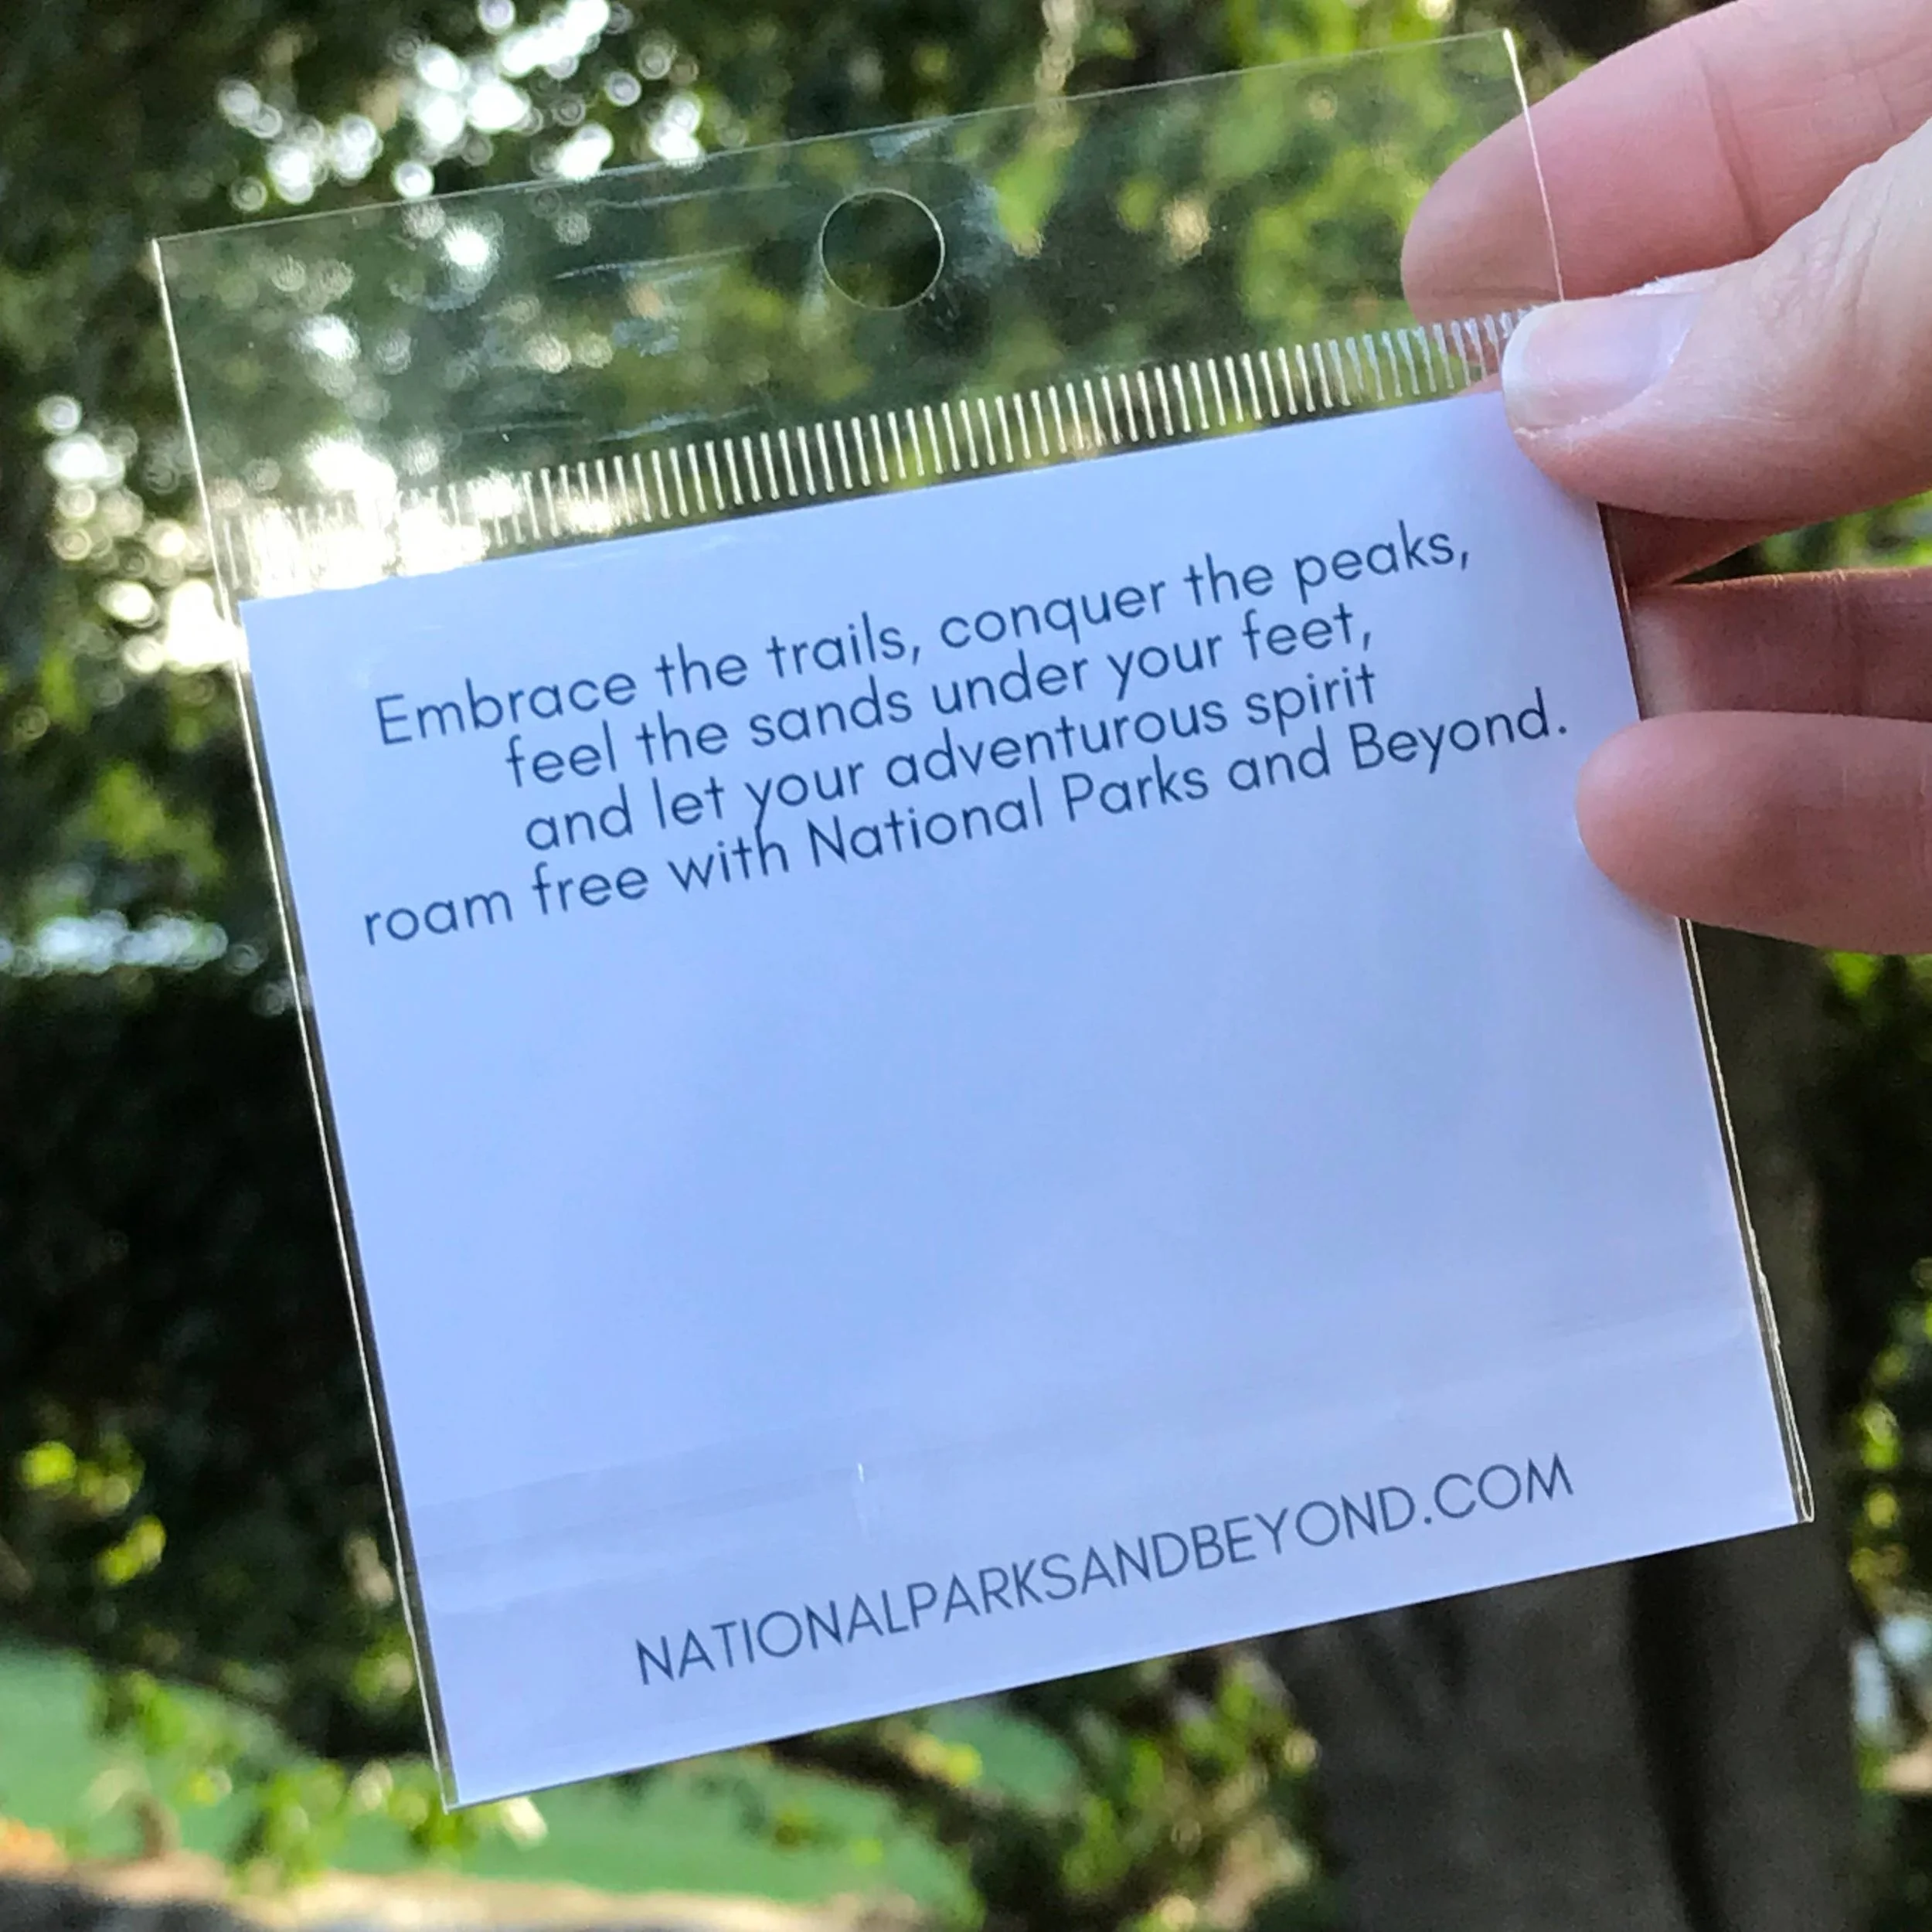 Embrace the trails, conquer the peaks,
feel the sands under your feet,
and let your adventurous spirit
roam free with National Parks and Beyond.
NATIONALPARKSANDBEYOND.COM